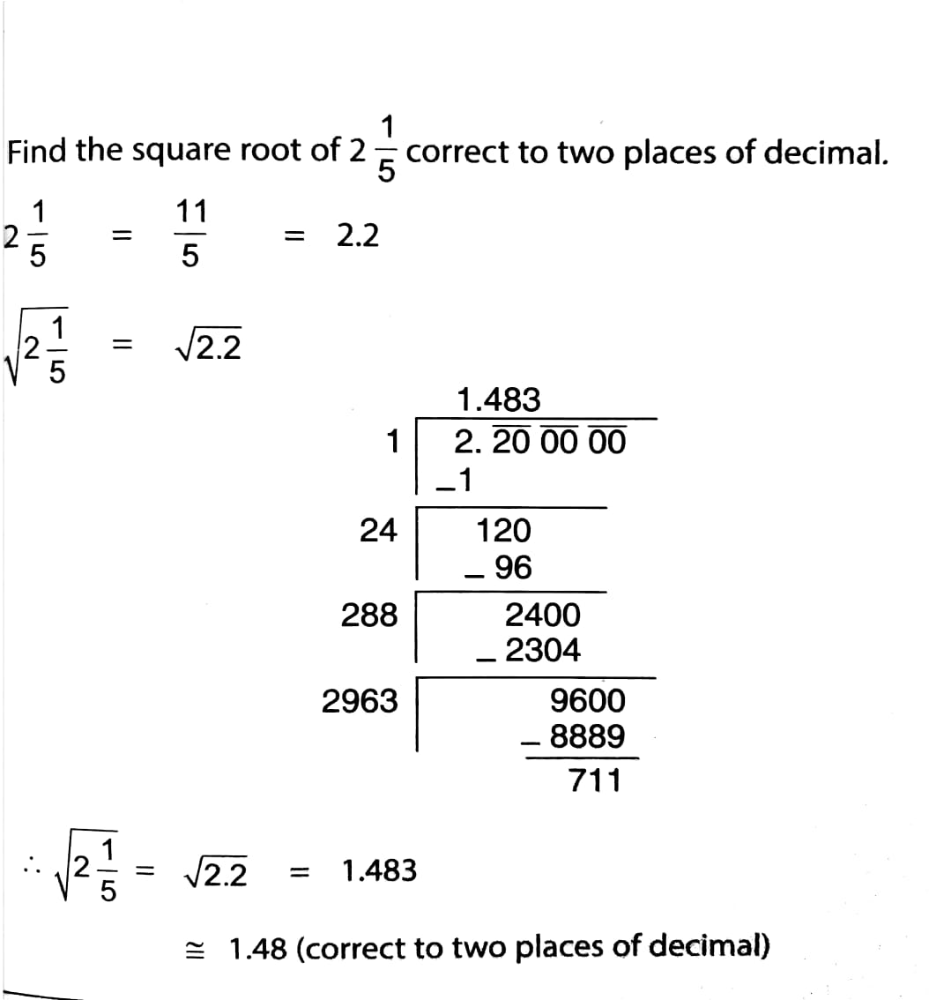 Find the square root of 2 1/5 correct to two places of decimal.
2 1/5 = 11/5 = 2.2
√(2 1/5) = √2.2
1.483
1 2. 20 00 00
–1
24 120
– 96
288 2400
– 2304
2963 9600
– 8889
711
∴ √(2 1/5) = √2.2 = 1.483
≅ 1.48 (correct to two places of decimal)